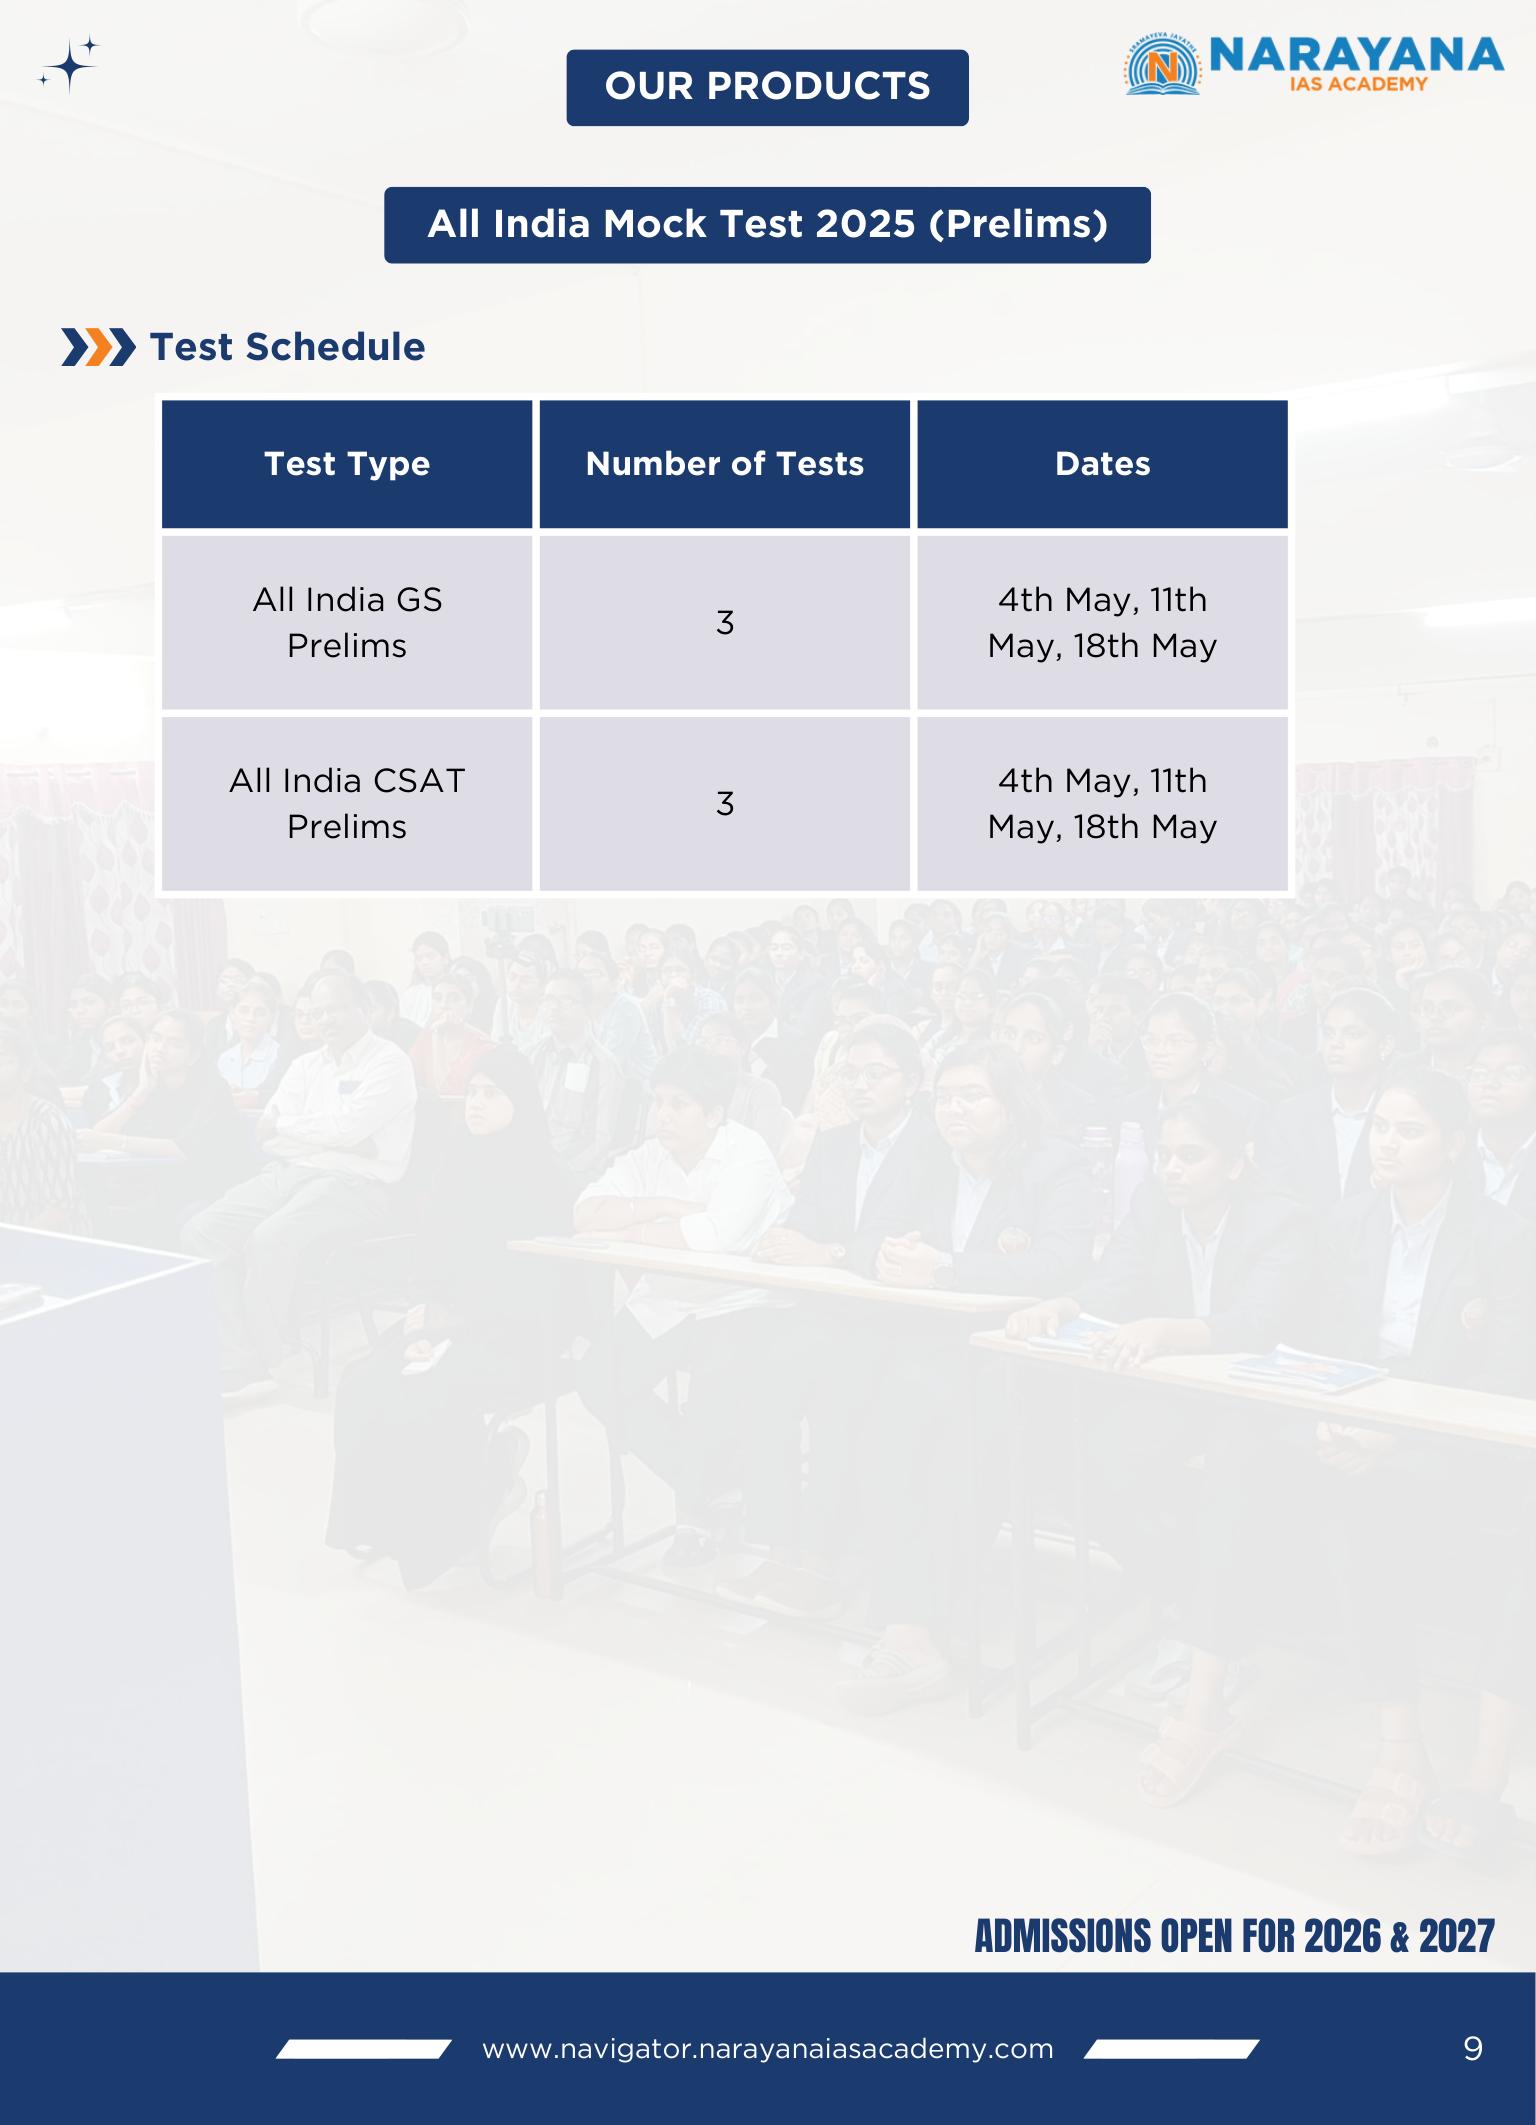 SRAMAYEVA JAYATHE
N
NARAYANA
IAS ACADEMY
OUR PRODUCTS
All India Mock Test 2025 (Prelims)
Test Schedule
Test Type
Number of Tests
Dates
All India GS
Prelims
3
4th May, 11th
May, 18th May
All India CSAT
Prelims
3
4th May, 11th
May, 18th May
ADMISSIONS OPEN FOR 2026 & 2027
www.navigator.narayanaiasacademy.com
9